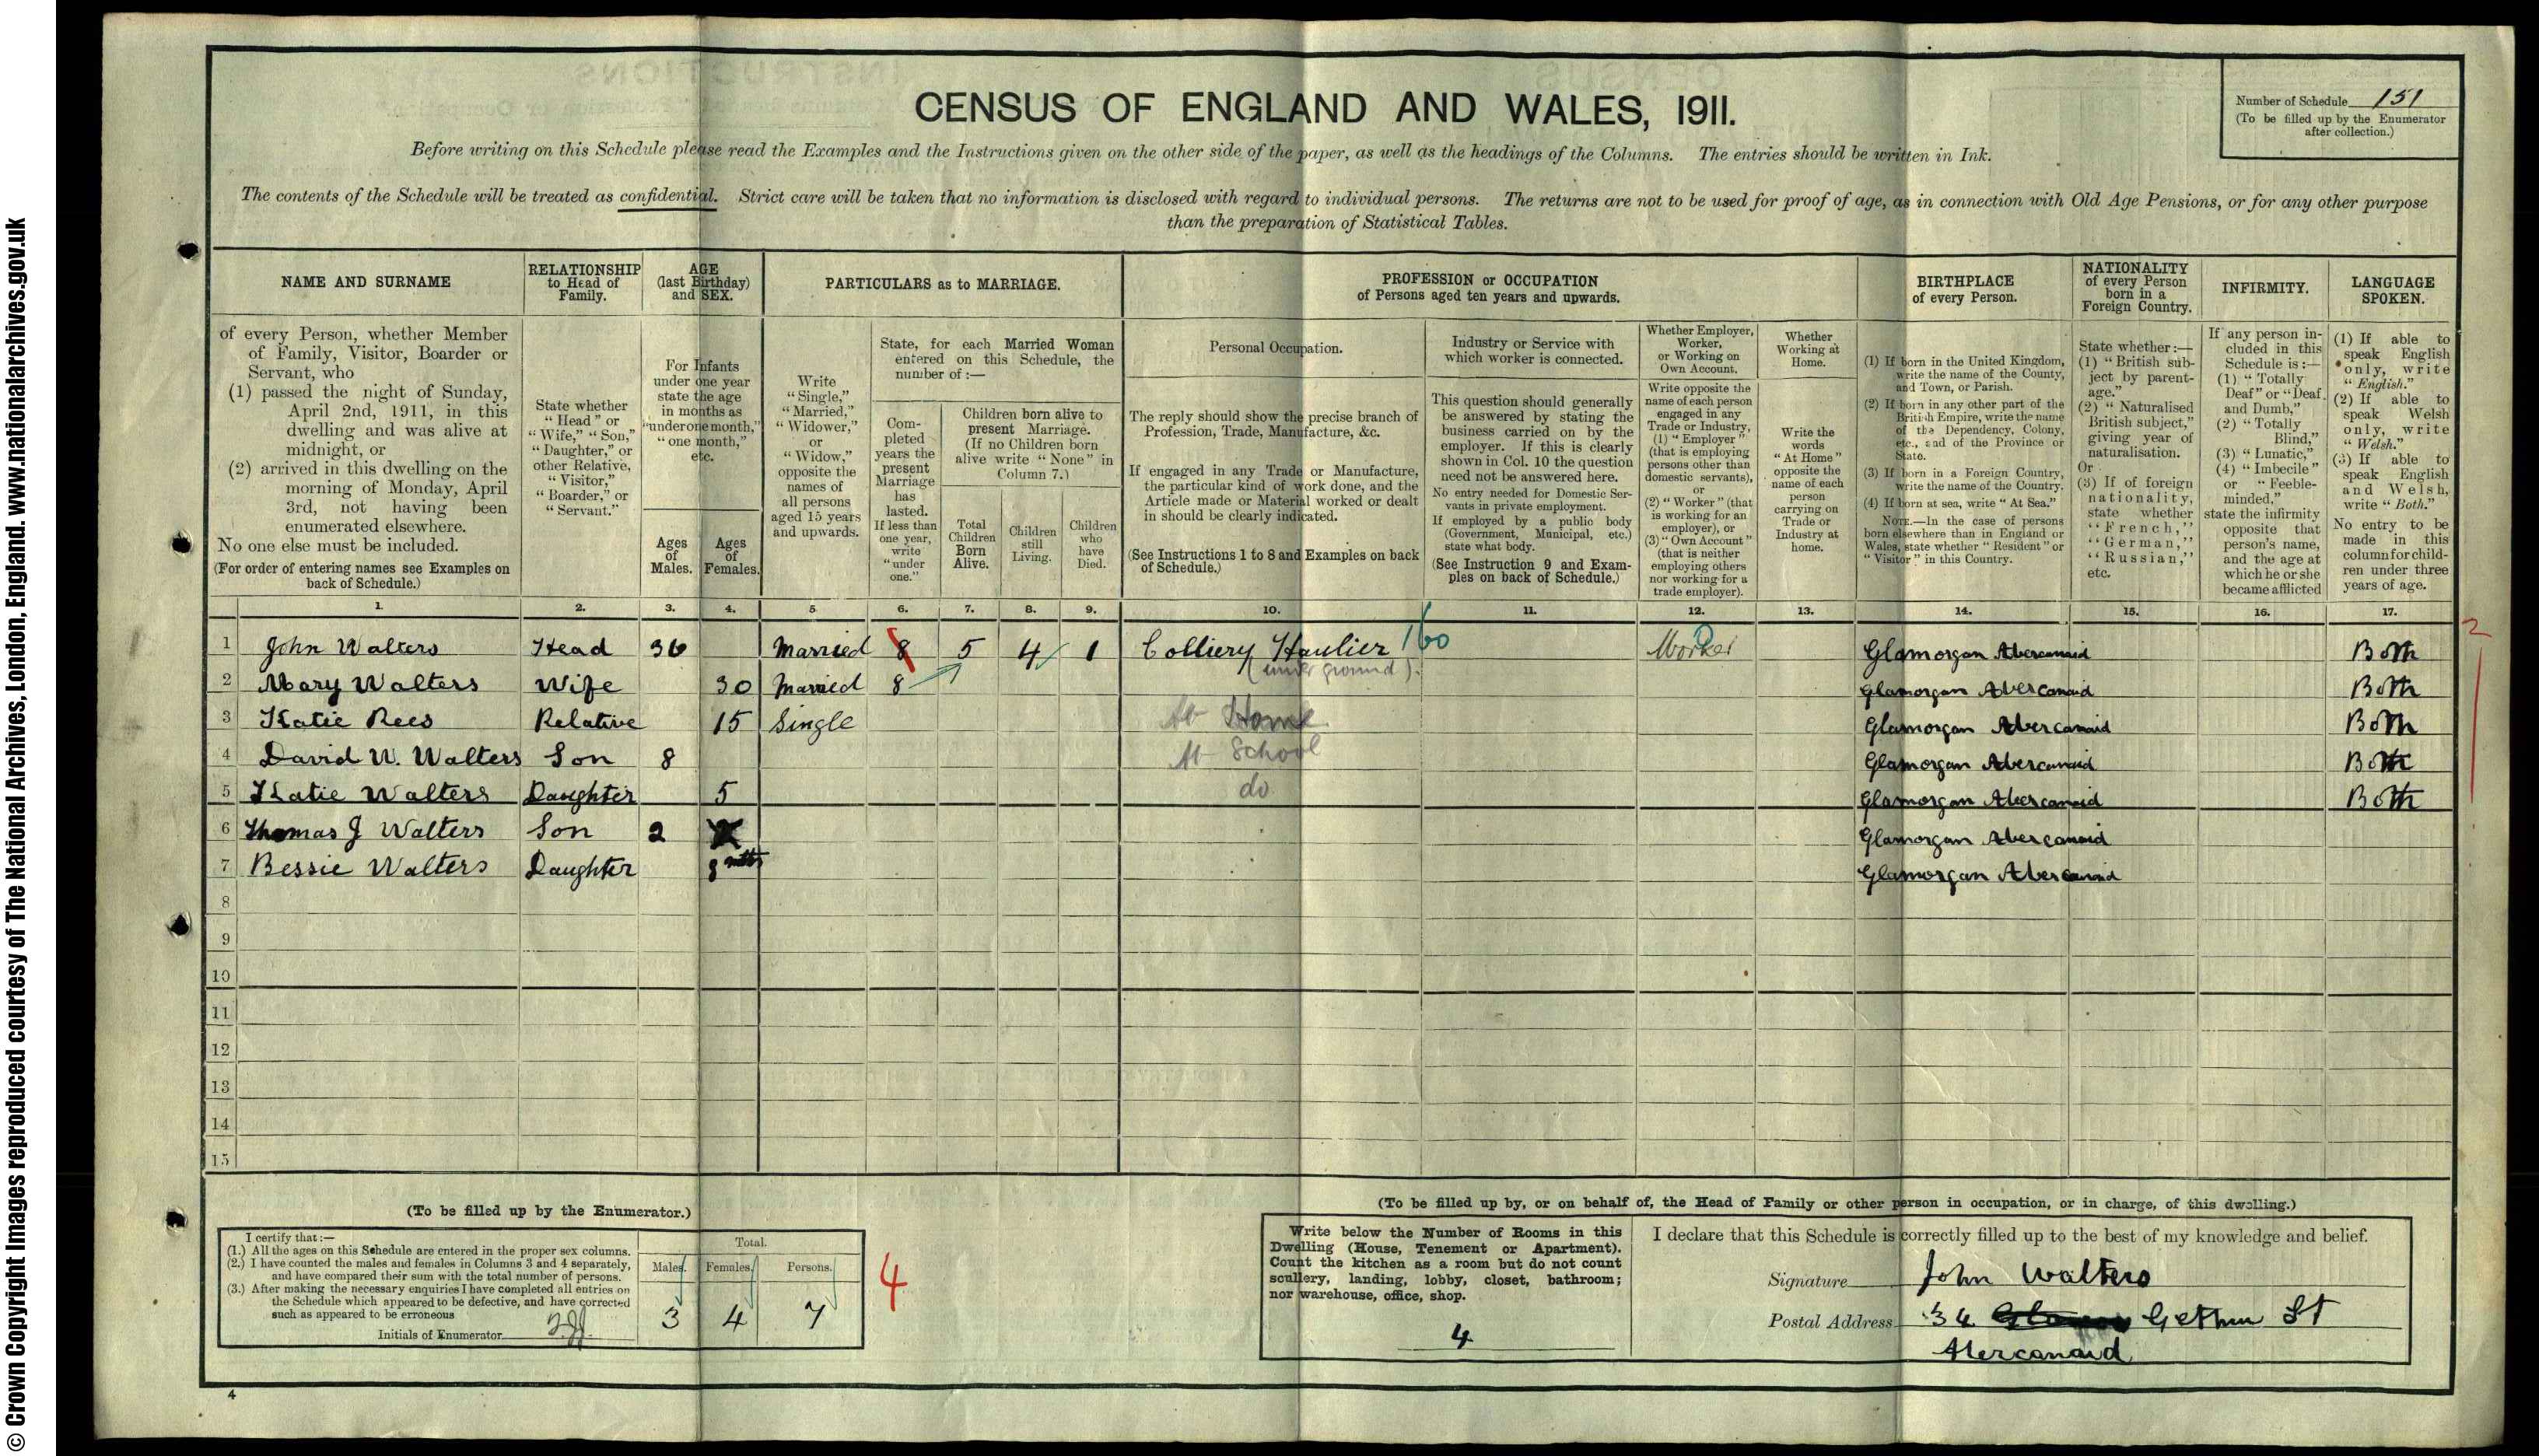 © Crown Copyright Images reproduced courtesy of The National Archives, London, England. www.nationalarchives.gov.uk
CENSUS OF ENGLAND AND WALES, 1911.
Number of Schedule 151
(To be filled up by the Enumerator
after collection.)
Before writing on this Schedule please read the Examples and the Instructions given on the other side of the paper, as well as the headings of the Columns. The entries should be written in Ink.
The contents of the Schedule will be treated as confidential. Strict care will be taken that no information is disclosed with regard to individual persons. The returns are not to be used for proof of age, as in connection with Old Age Pensions, or for any other purpose
than the preparation of Statistical Tables.
NAME AND SURNAME
of every Person, whether Member
of Family, Visitor, Boarder or
Servant, who
(1) passed the night of Sunday,
April 2nd, 1911, in this
dwelling and was alive at
midnight, or
(2) arrived in this dwelling on the
morning of Monday, April
3rd, not having been
enumerated elsewhere.
No one else must be included.
(For order of entering names see Examples on
back of Schedule.)
RELATIONSHIP
to Head of
Family.
State whether
"Head" or
"Wife," "Son,"
"Daughter," or
other Relative,
"Visitor,"
"Boarder," or
"Servant."
AGE
(last Birthday)
and SEX.
For Infants
under one year
state the age
in months as
"under one month,"
"one month,"
etc.
Ages
of
Males.
Ages
of
Females.
PARTICULARS as to MARRIAGE.
Write
"Single,"
"Married,"
"Widower,"
or
"Widow,"
opposite the
names of
all persons
aged 15 years
and upwards.
State, for each Married Woman
entered on this Schedule, the
number of :—
Com-
pleted
years the
present
Marriage
has
lasted.
If less than
one year,
write
"under
one."
Children born alive to
present Marriage.
(If no Children born
alive write "None" in
Column 7.)
Total
Children
Born
Alive.
Children
still
Living.
Children
who
have
Died.
PROFESSION or OCCUPATION
of Persons aged ten years and upwards.
Personal Occupation.
The reply should show the precise branch of
Profession, Trade, Manufacture, &c.
If engaged in any Trade or Manufacture,
the particular kind of work done, and the
Article made or Material worked or dealt
in should be clearly indicated.
(See Instructions 1 to 8 and Examples on back
of Schedule.)
Industry or Service with
which worker is connected.
This question should generally
be answered by stating the
business carried on by the
employer. If this is clearly
shown in Col. 10 the question
need not be answered here.
No entry needed for Domestic Ser-
vants in private employment.
If employed by a public body
(Government, Municipal, etc.)
state what body.
(See Instruction 9 and Exam-
ples on back of Schedule.)
Whether Employer,
Worker,
or Working on
Own Account.
Write opposite the
name of each person
engaged in any
Trade or Industry,
(1) "Employer"
(that is employing
persons other than
domestic servants),
or
(2) "Worker" (that
is working for an
employer), or
(3) "Own Account"
(that is neither
employing others
nor working for a
trade employer).
Whether
Working at
Home.
Write the
words
"At Home"
opposite the
name of each
person
carrying on
Trade or
Industry at
home.
BIRTHPLACE
of every Person.
(1) If born in the United Kingdom,
write the name of the County,
and Town, or Parish.
(2) If born in any other part of the
British Empire, write the name
of the Dependency, Colony,
etc., and of the Province or
State.
(3) If born in a Foreign Country,
write the name of the Country.
(4) If born at sea, write "At Sea."
NOTE.—In the case of persons
born elsewhere than in England or
Wales, state whether "Resident" or
"Visitor" in this Country.
NATIONALITY
of every Person
born in a
Foreign Country.
State whether :—
(1) "British sub-
ject by parent-
age."
(2) "Naturalised
British subject,"
giving year of
naturalisation.
Or
(3) If of foreign
nationality,
state whether
"French,"
"German,"
"Russian,"
etc.
INFIRMITY.
If any person in-
cluded in this
Schedule is :—
(1) "Totally
Deaf" or "Deaf
and Dumb,"
(2) "Totally
Blind,"
(3) "Lunatic,"
(4) "Imbecile"
or "Feeble-
minded,"
state the infirmity
opposite that
person's name,
and the age at
which he or she
became afflicted
LANGUAGE
SPOKEN.
(1) If able to
speak English
only, write
"English."
(2) If able to
speak Welsh
only, write
"Welsh."
(3) If able to
speak English
and Welsh,
write "Both."
No entry to be
made in this
column for child-
ren under three
years of age.
1. 2. 3. 4. 5 6. 7. 8. 9. 10. 11. 12. 13. 14. 15. 16. 17.
1 John Walters Head 36 Married 8 5 4 1 Colliery Haulier 160 Worker Glamorgan Abercanaid Both
(under ground)
2 Mary Walters Wife 30 Married 8 Glamorgan Abercanaid Both
3 Katie Rees Relative 15 Single At Home Glamorgan Abercanaid Both
4 David W. Walters Son 8 At School Glamorgan Abercanaid Both
5 Katie Walters Daughter 5 do Glamorgan Abercanaid Both
6 Thomas J Walters Son 2 Glamorgan Abercanaid
7 Bessie Walters Daughter 8 mths Glamorgan Abercanaid
8
9
10
11
12
13
14
15
2
(To be filled up by the Enumerator.)
I certify that :—
(1.) All the ages on this Schedule are entered in the proper sex columns.
(2.) I have counted the males and females in Columns 3 and 4 separately,
and have compared their sum with the total number of persons.
(3.) After making the necessary enquiries I have completed all entries on
the Schedule which appeared to be defective, and have corrected
such as appeared to be erroneous
Initials of Enumerator
Total.
Males. Females. Persons.
3 4 7
4
(To be filled up by, or on behalf of, the Head of Family or other person in occupation, or in charge, of this dwelling.)
Write below the Number of Rooms in this
Dwelling (House, Tenement or Apartment).
Count the kitchen as a room but do not count
scullery, landing, lobby, closet, bathroom;
nor warehouse, office, shop.
4
I declare that this Schedule is correctly filled up to the best of my knowledge and belief.
Signature John Walters
Postal Address 34 Gethin St
Abercanaid
4